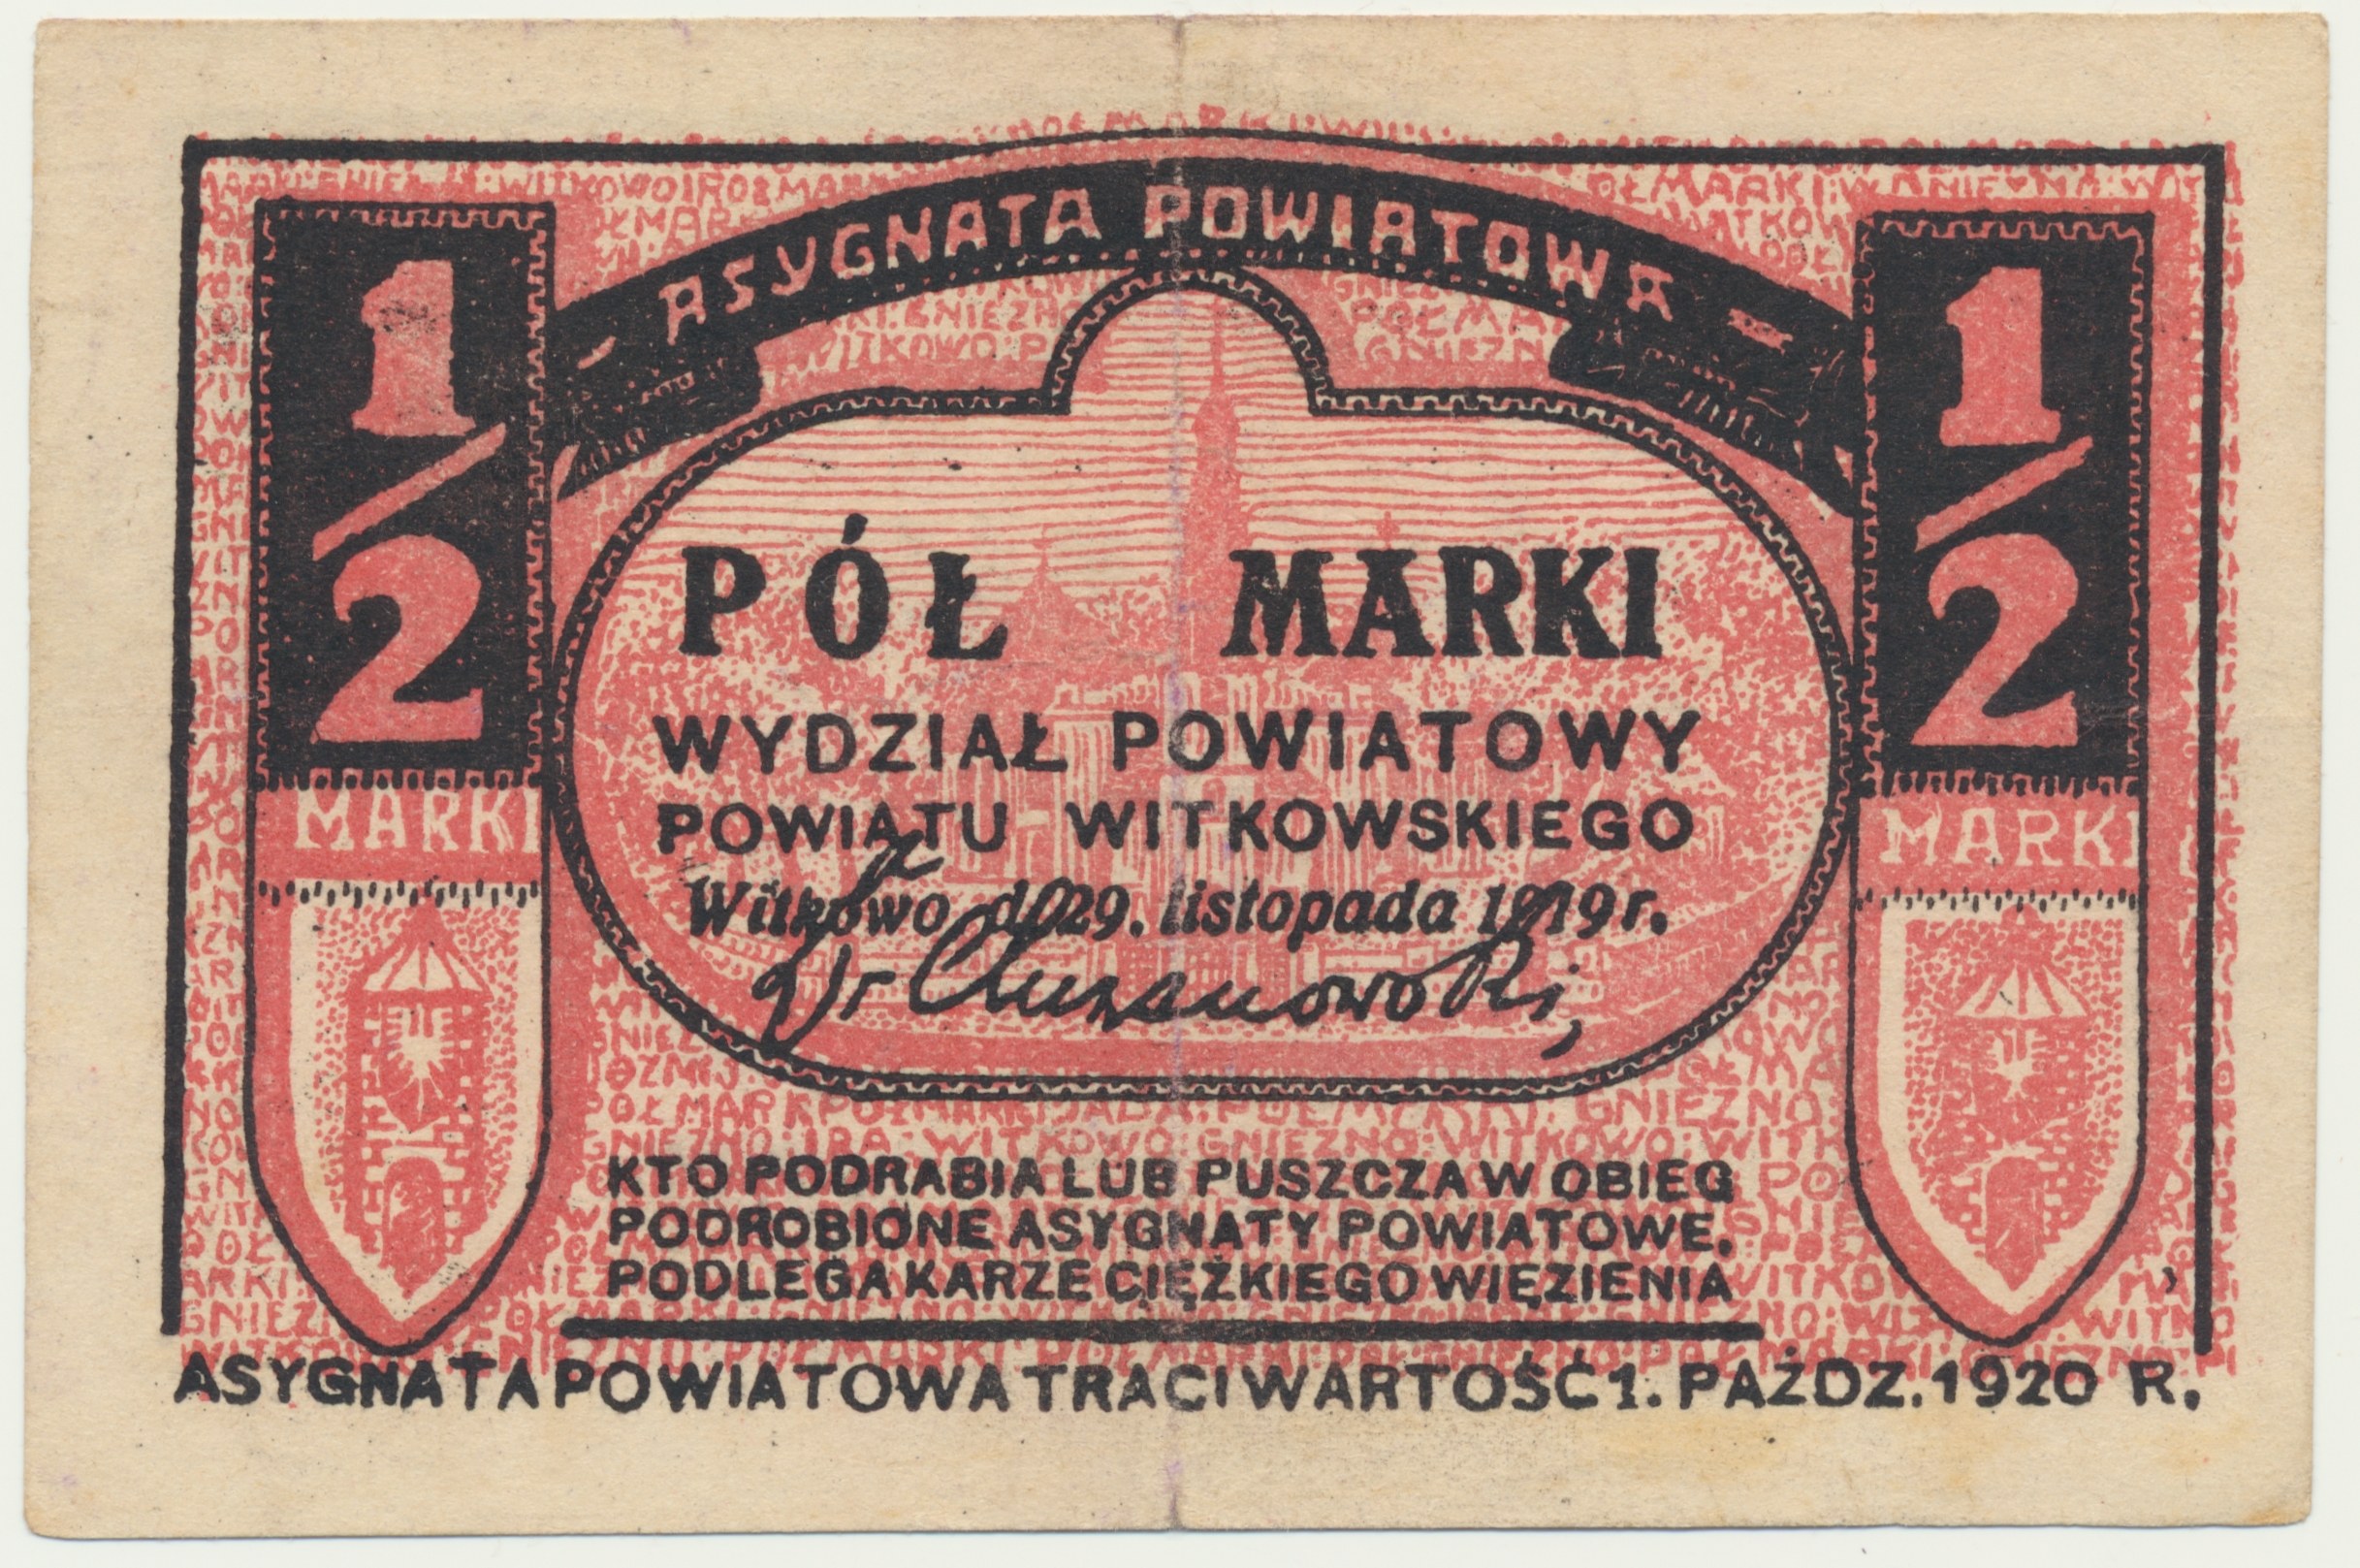 - ASYGNATA POWIATOWA -
1/2
MARKI
1/2
MARKI
PÓŁ MARKI
WYDZIAŁ POWIATOWY
POWIATU WITKOWSKIEGO
Witkowo d. 29. listopada 1919 r.
Dr
KTO PODRABIA LUB PUSZCZA W OBIEG
PODROBIONE ASYGNATY POWIATOWE,
PODLEGA KARZE CIĘŻKIEGO WIĘZIENIA
ASYGNATA POWIATOWA TRACI WARTOŚĆ 1. PAŹDZ. 1920 R.